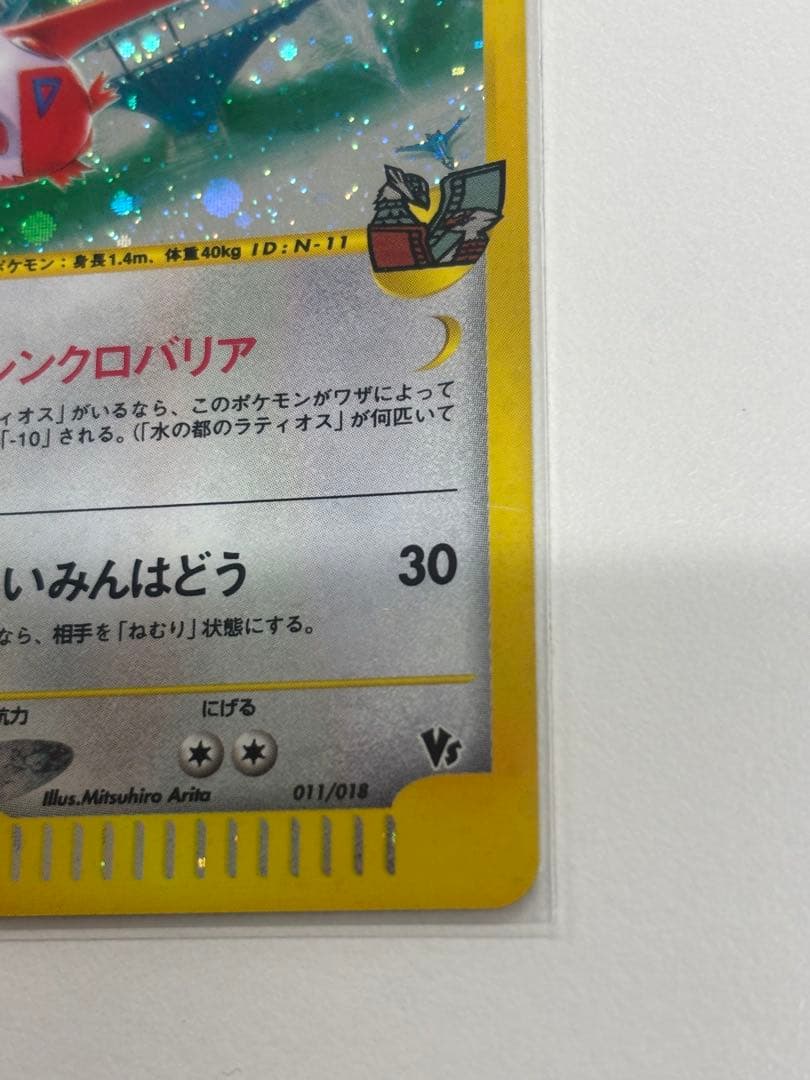 ポケモン：身長1.4m、体重40kg ID:N-11
シンクロバリア
ィオス」がいるなら、このポケモンがワザによって
「-10」される。（「水の都のラティオス」が何匹いて
いみんはどう 30
なら、相手を「ねむり」状態にする。
抗力 にげる
Vs
Illus.Mitsuhiro Arita 011/018